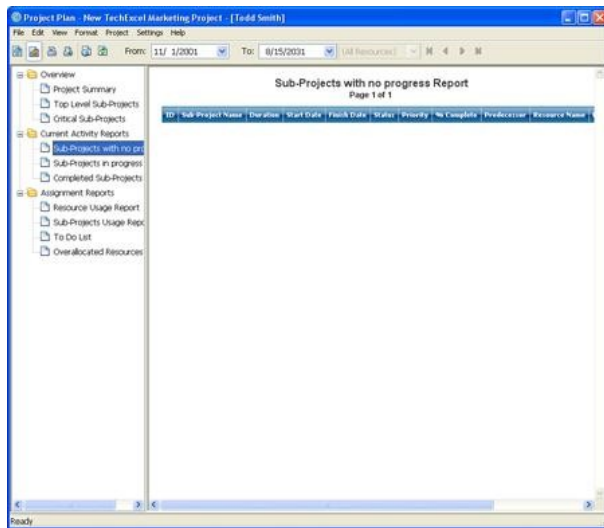 Project Plan - New TechExcel Marketing Project - [Todd Smith]
File Edit View Format Project Settings Help
From: 11/ 1/2001 To: 8/15/2031 (All Resources)
Overview
Project Summary
Top Level Sub-Projects
Critical Sub-Projects
Current Activity Reports
Sub-Projects with no pro
Sub-Projects in progress
Completed Sub-Projects
Assignment Reports
Resource Usage Report
Sub-Projects Usage Repo
To Do List
Overallocated Resources
Sub-Projects with no progress Report
Page 1 of 1
ID Sub-Project Name Duration Start Date Finish Date Status Priority % Complete Predecessor Resource Name
Ready